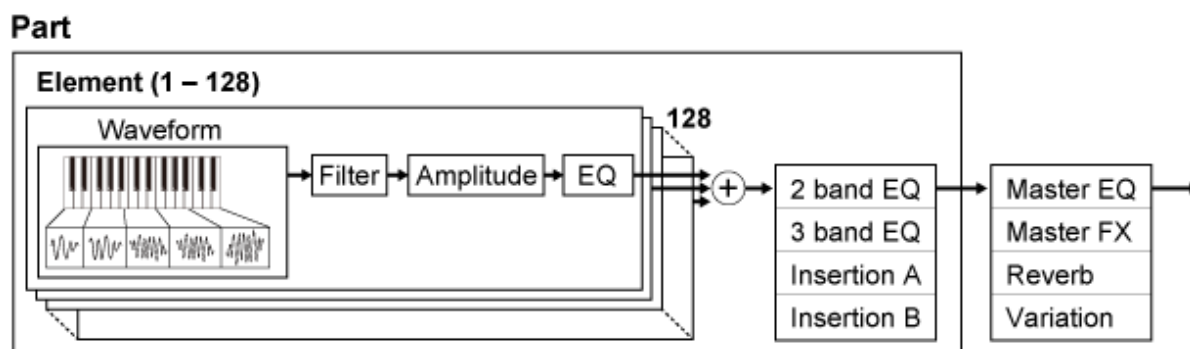 Part
Element (1 – 128)
128
Waveform
Filter
Amplitude
EQ
+
2 band EQ
3 band EQ
Insertion A
Insertion B
Master EQ
Master FX
Reverb
Variation